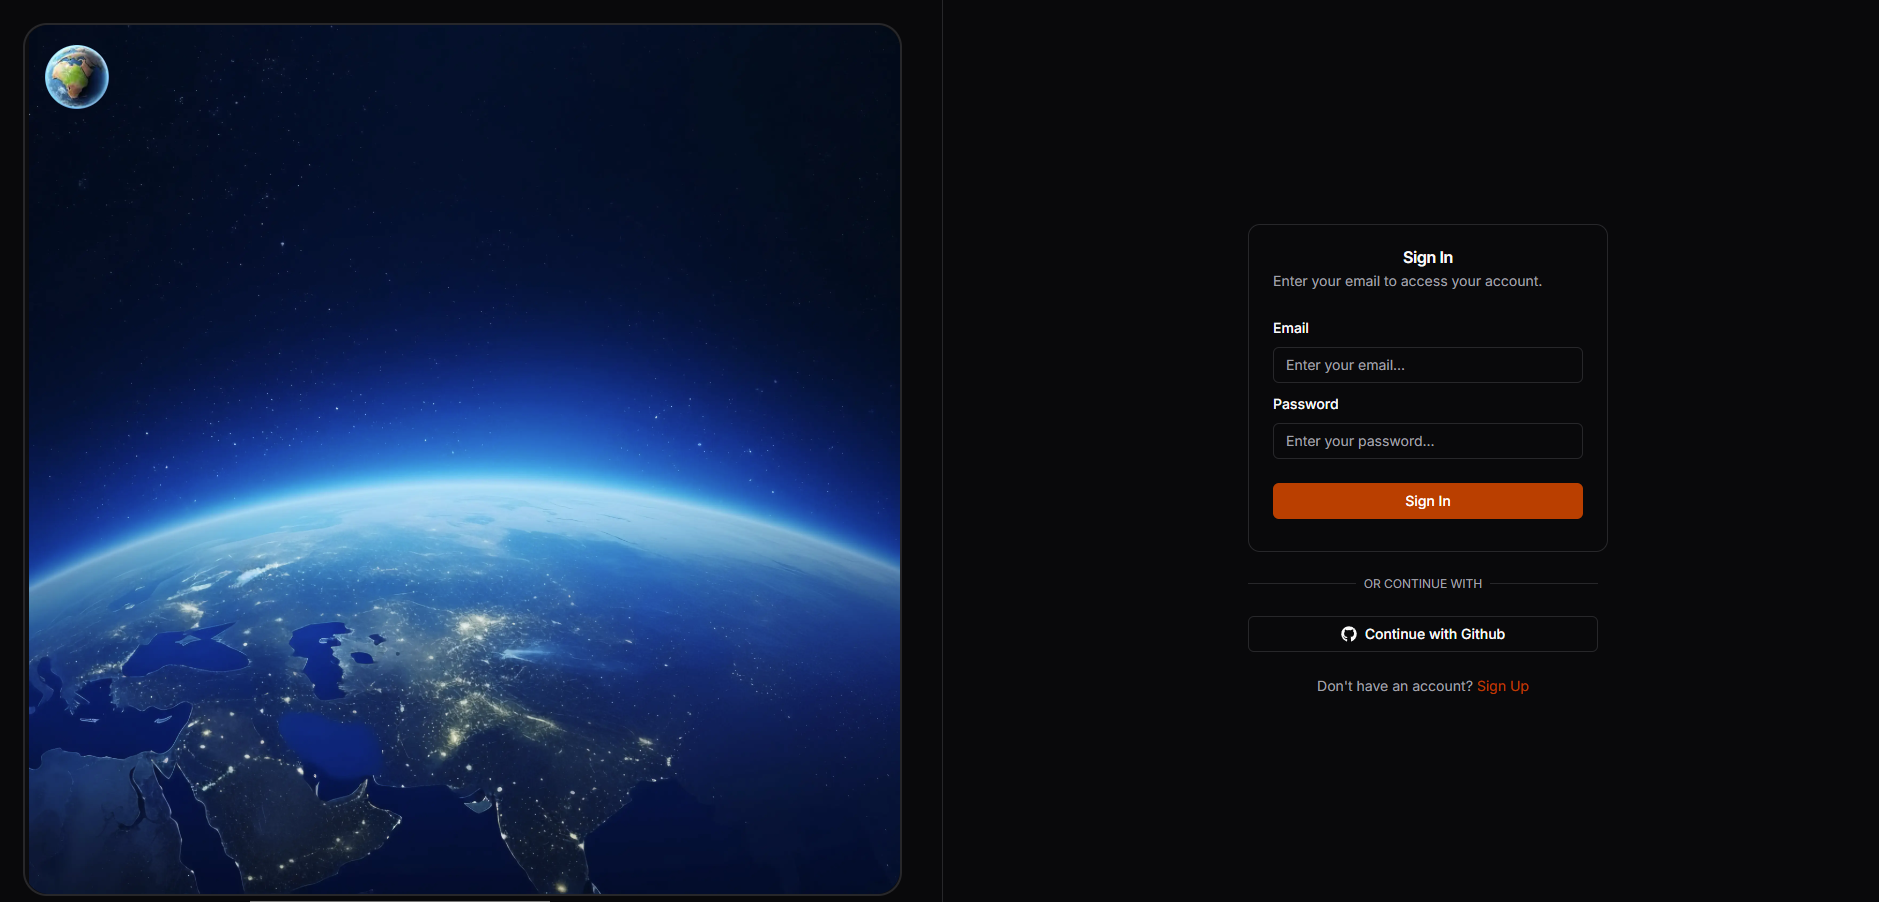 Sign In
Enter your email to access your account.
Email
Enter your email...
Password
Enter your password...
Sign In
OR CONTINUE WITH
Continue with Github
Don't have an account? Sign Up